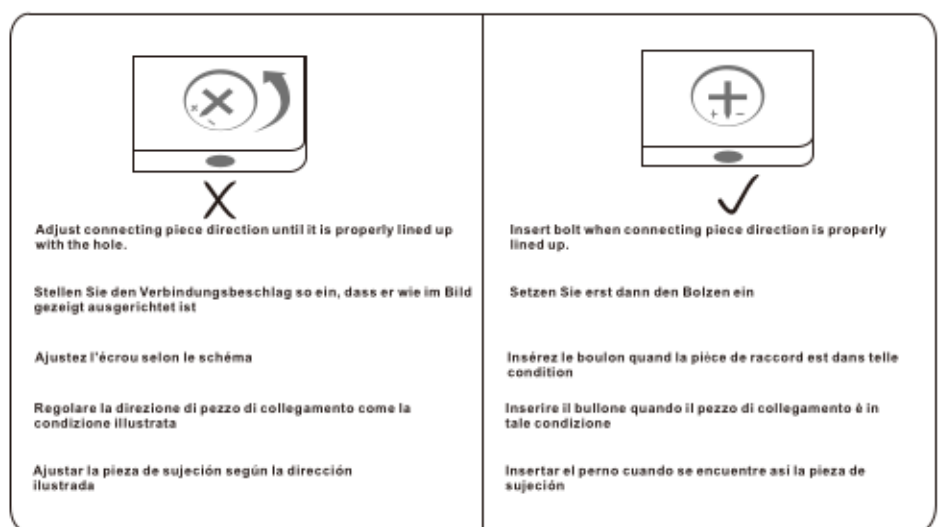 Adjust connecting piece direction until it is properly lined up
with the hole.
Stellen Sie den Verbindungsbeschlag so ein, dass er wie im Bild
gezeigt ausgerichtet ist
Ajustez l'écrou selon le schéma
Regolare la direzione di pezzo di collegamento come la
condizione illustrata
Ajustar la pieza de sujeción según la dirección
ilustrada
Insert bolt when connecting piece direction is properly
lined up.
Setzen Sie erst dann den Bolzen ein
Insérez le boulon quand la pièce de raccord est dans telle
condition
Inserire il bullone quando il pezzo di collegamento è in
tale condizione
Insertar el perno cuando se encuentre así la pieza de
sujeción